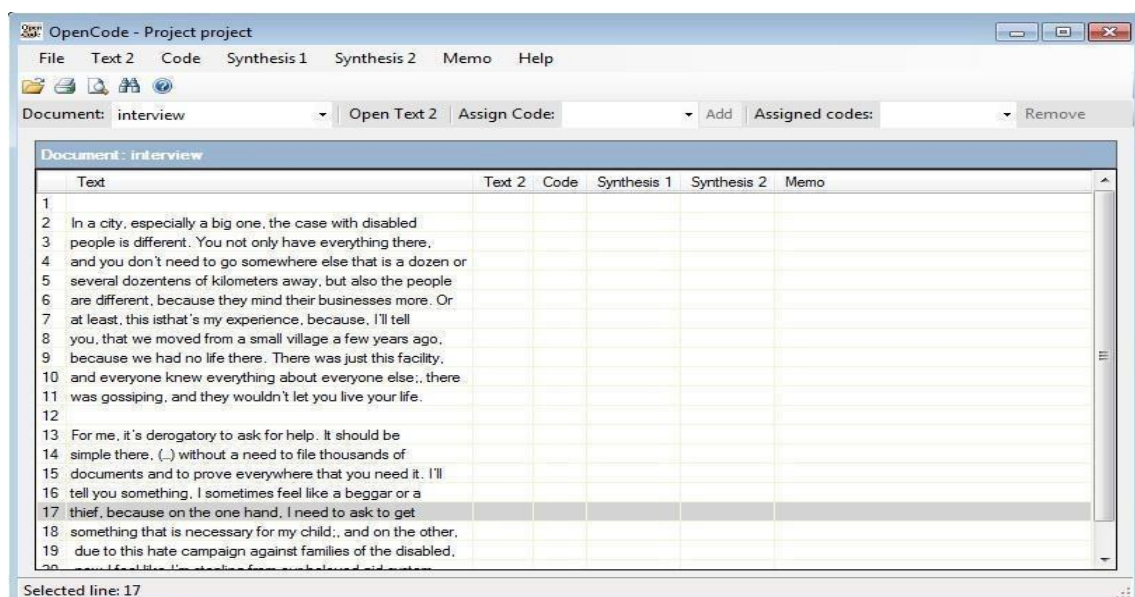 OpenCode - Project project
File Text 2 Code Synthesis 1 Synthesis 2 Memo Help
Document: interview Open Text 2 Assign Code: Add Assigned codes: Remove
Document: interview
Text Text 2 Code Synthesis 1 Synthesis 2 Memo
1
2 In a city, especially a big one, the case with disabled
3 people is different. You not only have everything there,
4 and you don't need to go somewhere else that is a dozen or
5 several dozentens of kilometers away, but also the people
6 are different, because they mind their businesses more. Or
7 at least, this isthat's my experience, because, I'll tell
8 you, that we moved from a small village a few years ago,
9 because we had no life there. There was just this facility,
10 and everyone knew everything about everyone else;, there
11 was gossiping, and they wouldn't let you live your life.
12
13 For me, it's derogatory to ask for help. It should be
14 simple there, (...) without a need to file thousands of
15 documents and to prove everywhere that you need it. I'll
16 tell you something, I sometimes feel like a beggar or a
17 thief, because on the one hand, I need to ask to get
18 something that is necessary for my child;, and on the other,
19 due to this hate campaign against families of the disabled,
20 now I feel like I'm stealing from our beloved aid system
Selected line: 17